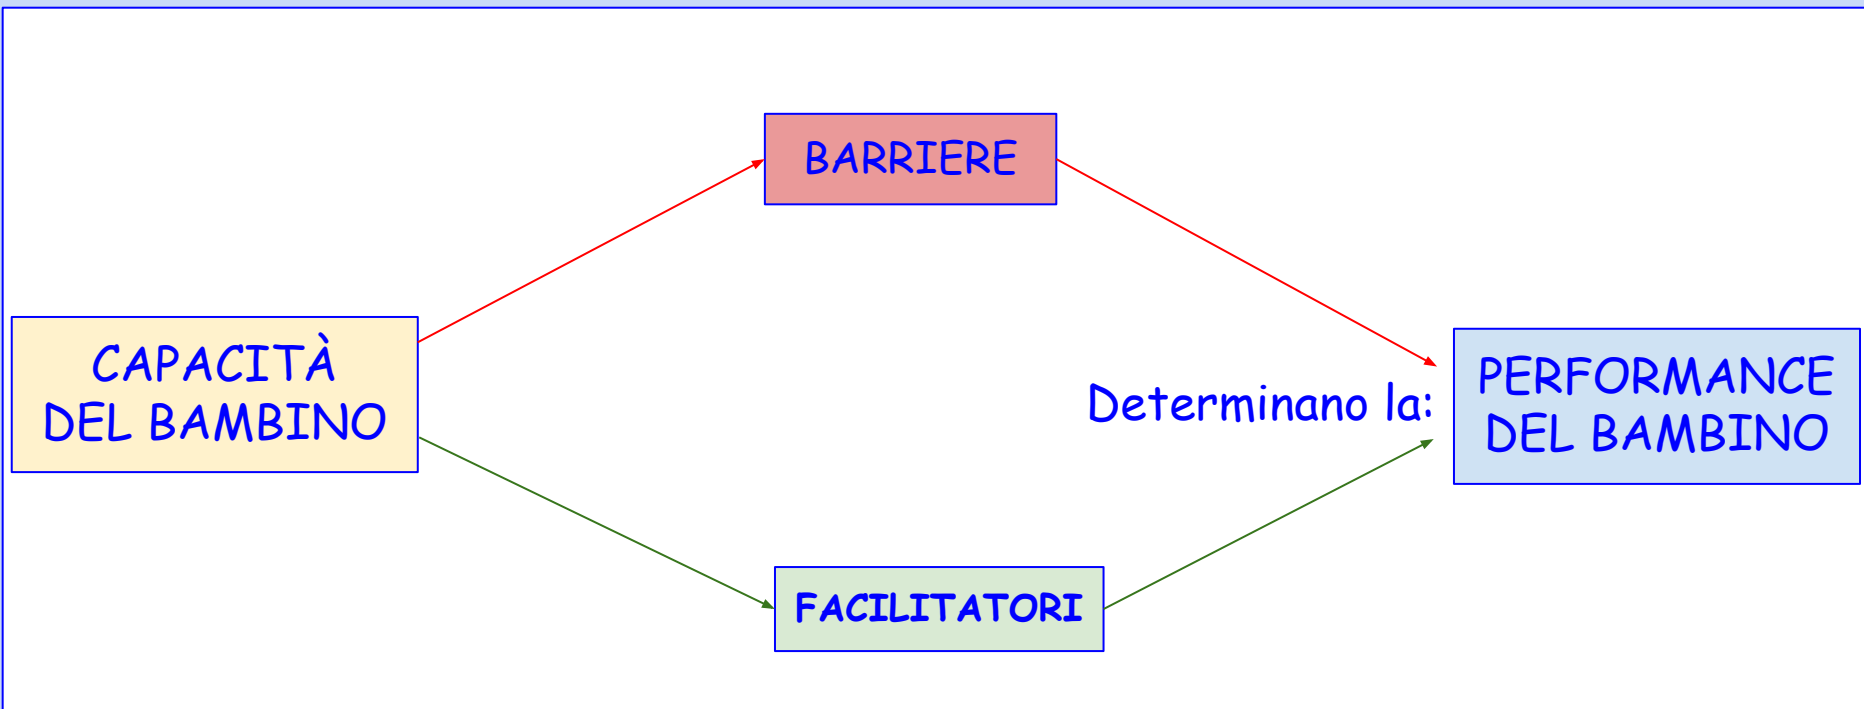 BARRIERE
CAPACITÀ
DEL BAMBINO
Determinano la:
PERFORMANCE
DEL BAMBINO
FACILITATORI